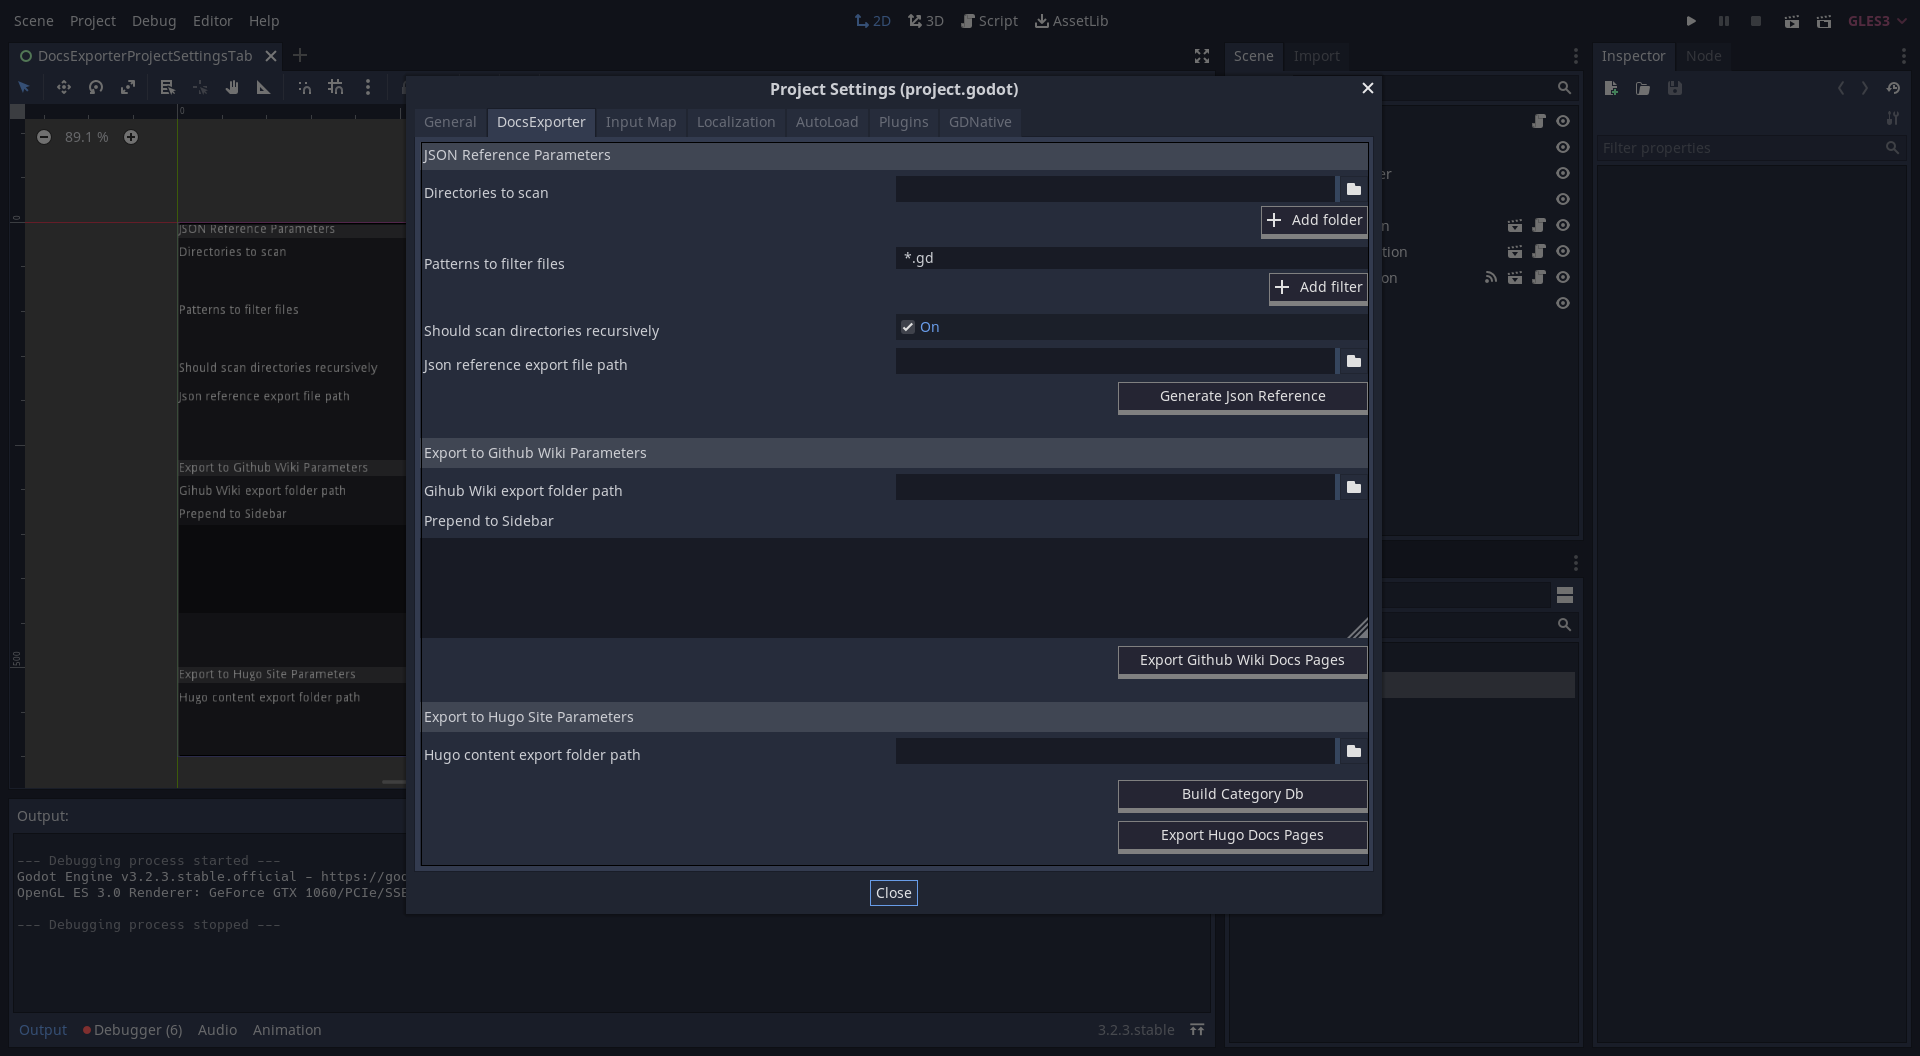 Scene Project Debug Editor Help
2D 3D Script AssetLib
GLES3
DocsExporterProjectSettingsTab
Scene Import
Inspector Node
Project Settings (project.godot)
General DocsExporter Input Map Localization AutoLoad Plugins GDNative
0
89.1 %
Filter properties
0
500
JSON Reference Parameters
Directories to scan
Patterns to filter files
Should scan directories recursively
Json reference export file path
Export to Github Wiki Parameters
Gihub Wiki export folder path
Prepend to Sidebar
Export to Hugo Site Parameters
Hugo content export folder path
JSON Reference Parameters
Directories to scan
Add folder
Patterns to filter files *.gd
Add filter
Should scan directories recursively On
Json reference export file path
Generate Json Reference
Export to Github Wiki Parameters
Gihub Wiki export folder path
Prepend to Sidebar
Export Github Wiki Docs Pages
Export to Hugo Site Parameters
Hugo content export folder path
Build Category Db
Export Hugo Docs Pages
Close
Output:
--- Debugging process started ---
Godot Engine v3.2.3.stable.official - https://god
OpenGL ES 3.0 Renderer: GeForce GTX 1060/PCIe/SSE
--- Debugging process stopped ---
Output Debugger (6) Audio Animation
3.2.3.stable